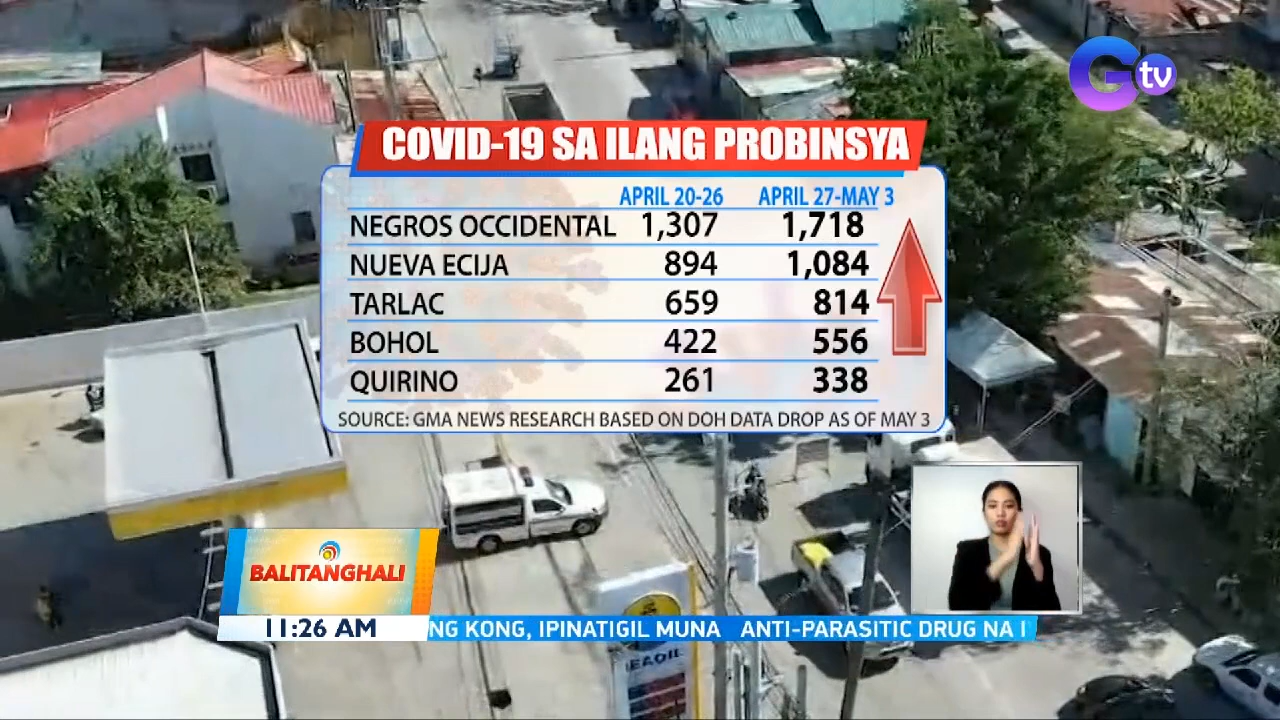 Gtv
COVID-19 SA ILANG PROBINSYA
APRIL 20-26 APRIL 27-MAY 3
NEGROS OCCIDENTAL 1,307 1,718
NUEVA ECIJA 894 1,084
TARLAC 659 814
BOHOL 422 556
QUIRINO 261 338
SOURCE: GMA NEWS RESEARCH BASED ON DOH DATA DROP AS OF MAY 3
BALITANGHALI
11:26 AM NG KONG, IPINATIGIL MUNA ANTI-PARASITIC DRUG NA